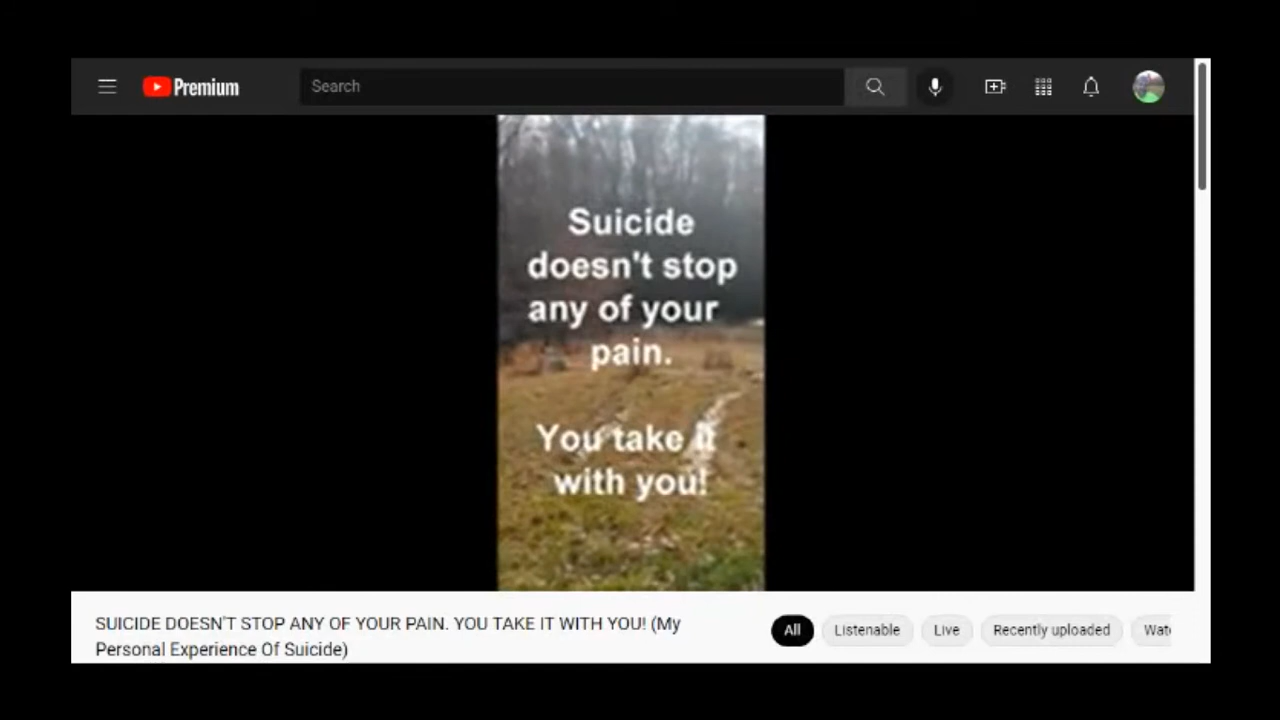 Premium
Search
Suicide
doesn't stop
any of your
pain.
You take it
with you!
SUICIDE DOESN'T STOP ANY OF YOUR PAIN. YOU TAKE IT WITH YOU! (My
Personal Experience Of Suicide)
All
Listenable
Live
Recently uploaded